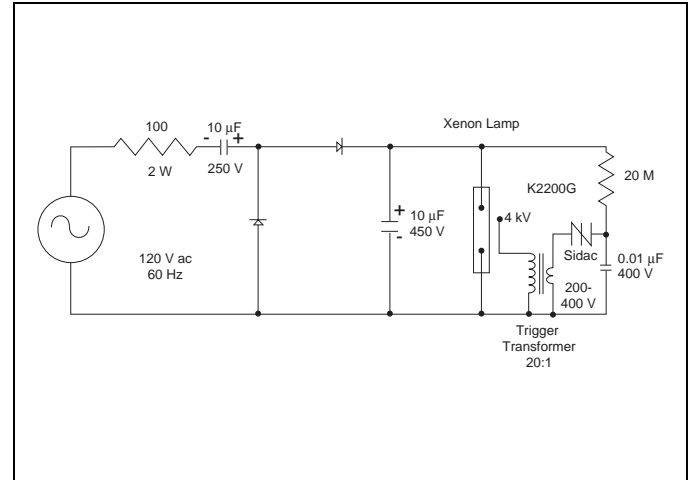 100
2 W
- 10 μF +
250 V
120 V ac
60 Hz
+ 10 μF
- 450 V
Xenon Lamp
4 kV
K2200G
20 M
Sidac
0.01 μF
400 V
200-
400 V
Trigger
Transformer
20:1